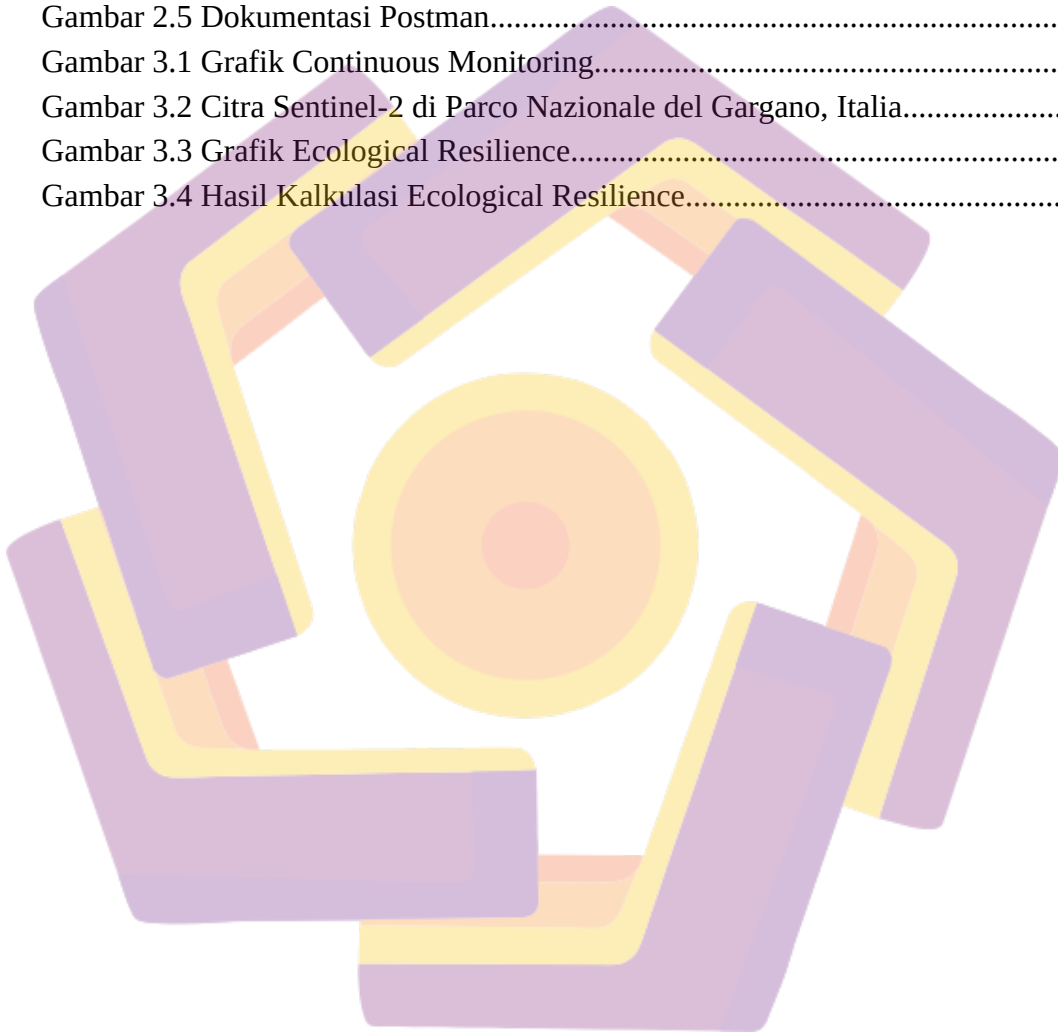 Gambar 2.5 Dokumentasi Postman.......................................................................
Gambar 3.1 Grafik Continuous Monitoring..........................................................
Gambar 3.2 Citra Sentinel-2 di Parco Nazionale del Gargano, Italia...................
Gambar 3.3 Grafik Ecological Resilience.............................................................
Gambar 3.4 Hasil Kalkulasi Ecological Resilience..............................................